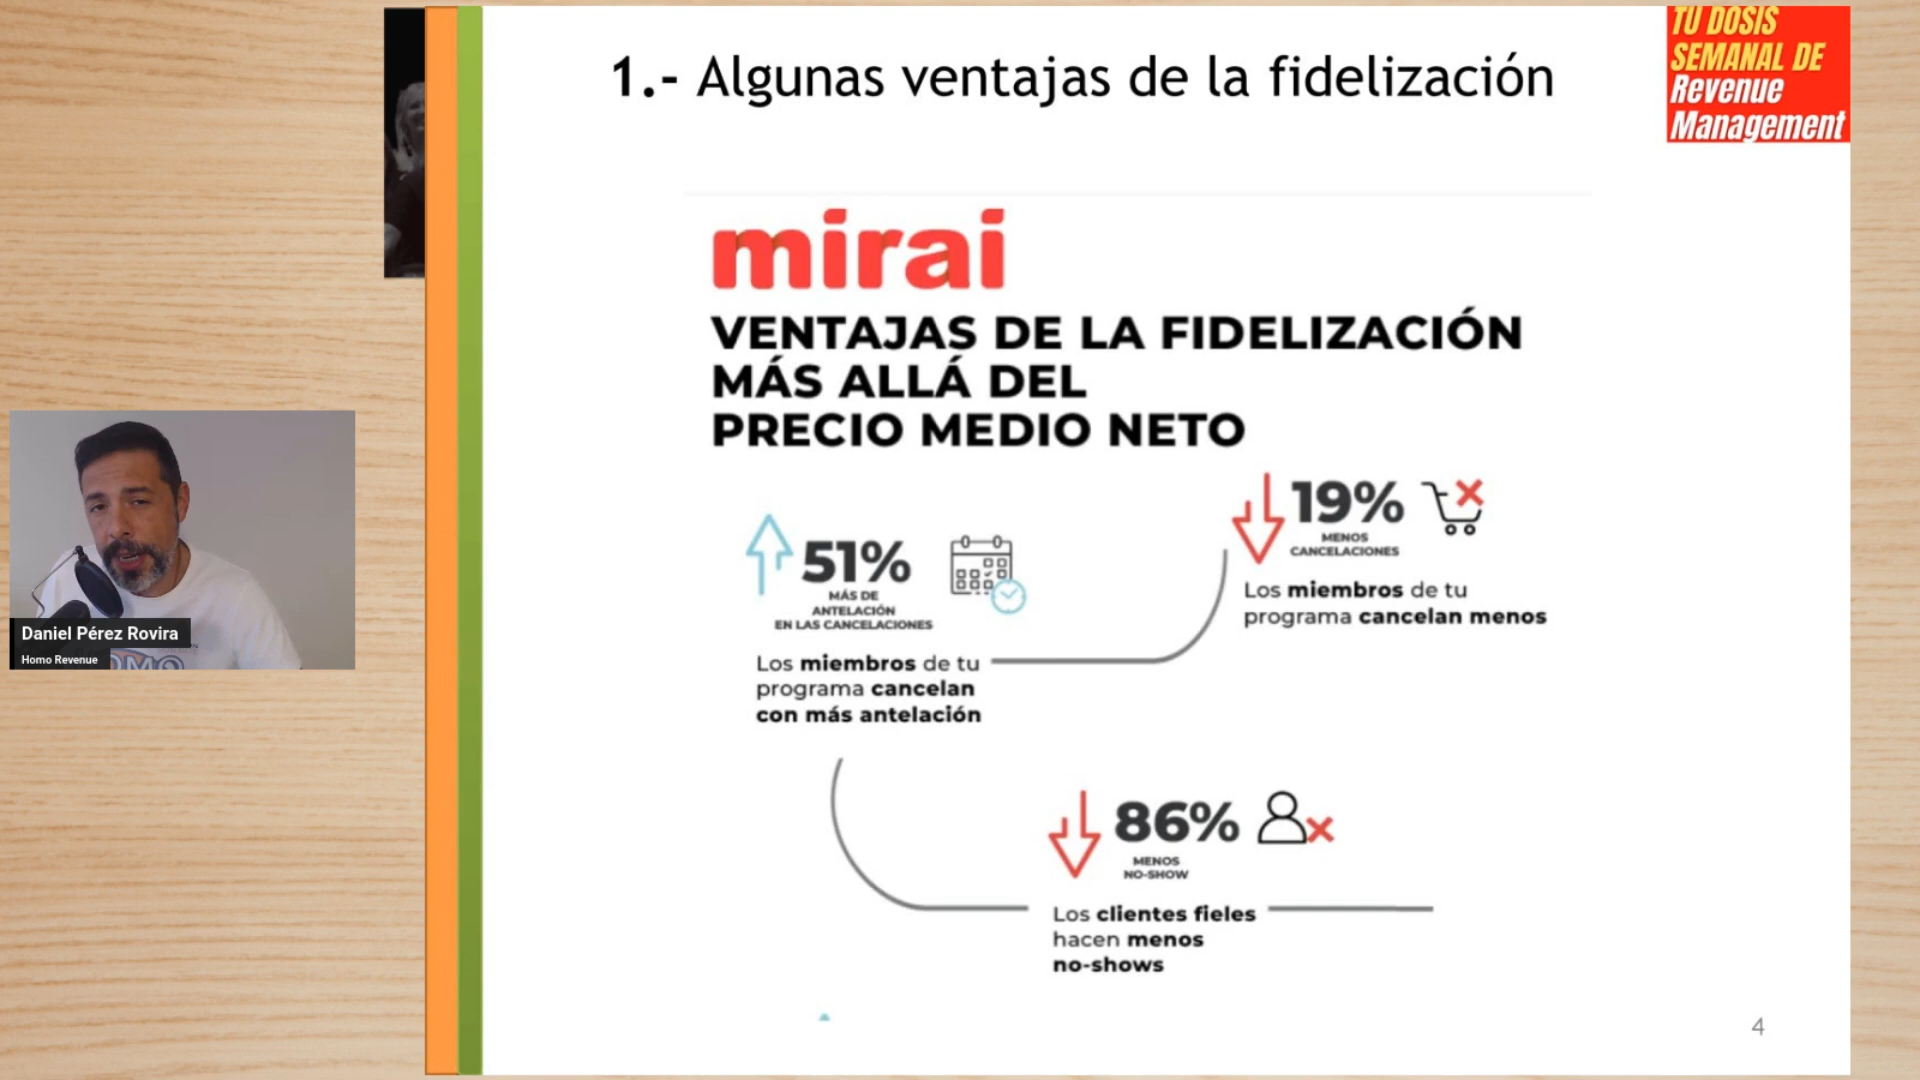 1.- Algunas ventajas de la fidelización
TU DOSIS
SEMANAL DE
Revenue
Management
mirai
VENTAJAS DE LA FIDELIZACIÓN
MÁS ALLÁ DEL
PRECIO MEDIO NETO
51%
MÁS DE
ANTELACIÓN
EN LAS CANCELACIONES
Los miembros de tu
programa cancelan
con más antelación
19%
MENOS
CANCELACIONES
Los miembros de tu
programa cancelan menos
86%
MENOS
NO-SHOW
Los clientes fieles
hacen menos
no-shows
Daniel Pérez Rovira
Homo Revenue
4